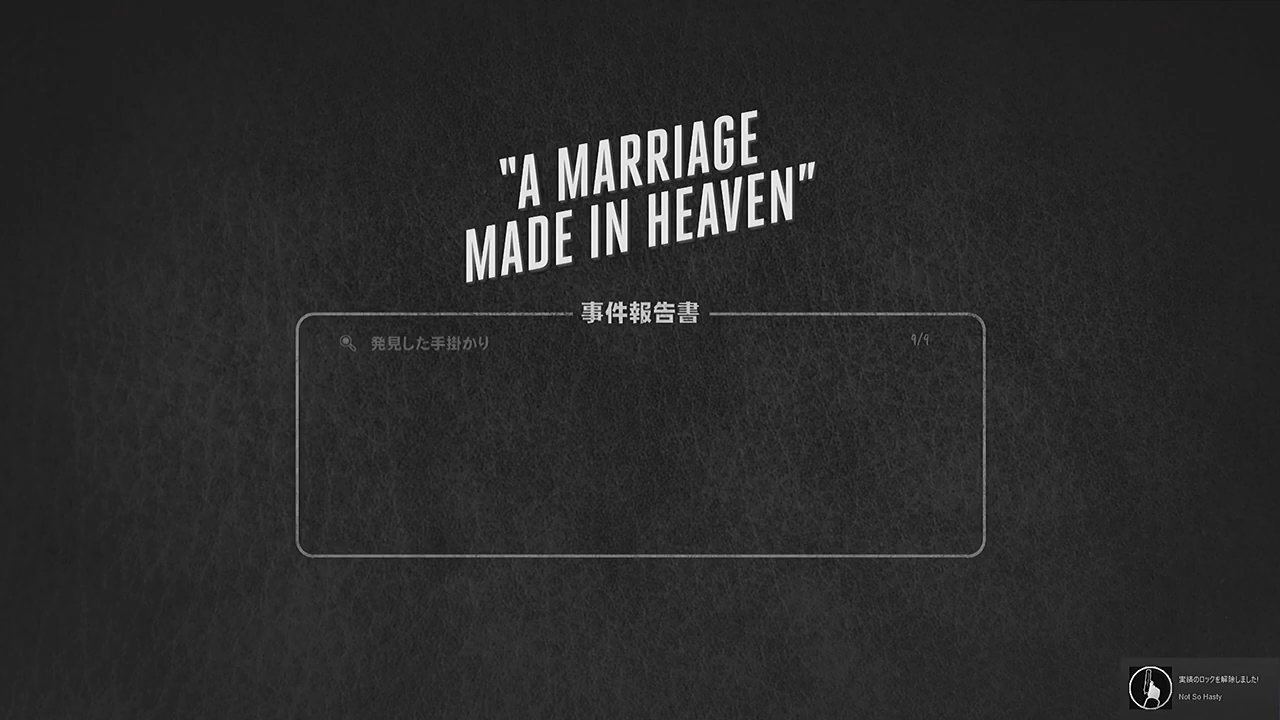 "A MARRIAGE
MADE IN HEAVEN"
事件報告書
発見した手掛かり 9/9
実績のロックを解除しました!
Not So Hasty